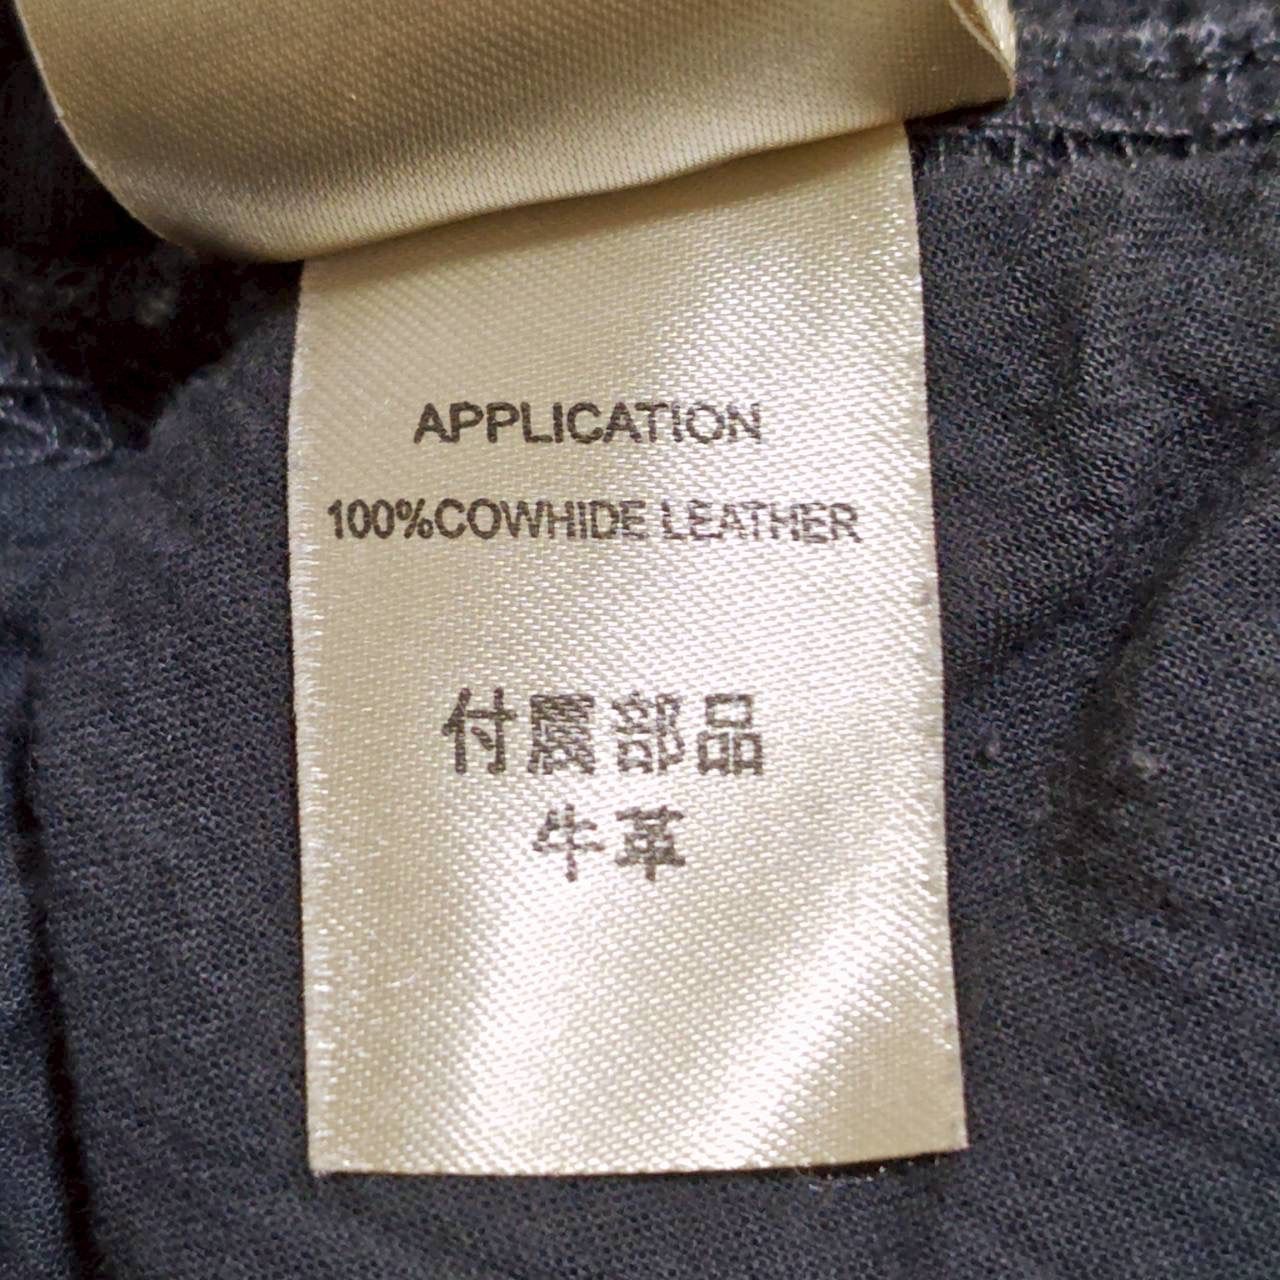 APPLICATION
100%COWHIDE LEATHER
付属部品
牛革